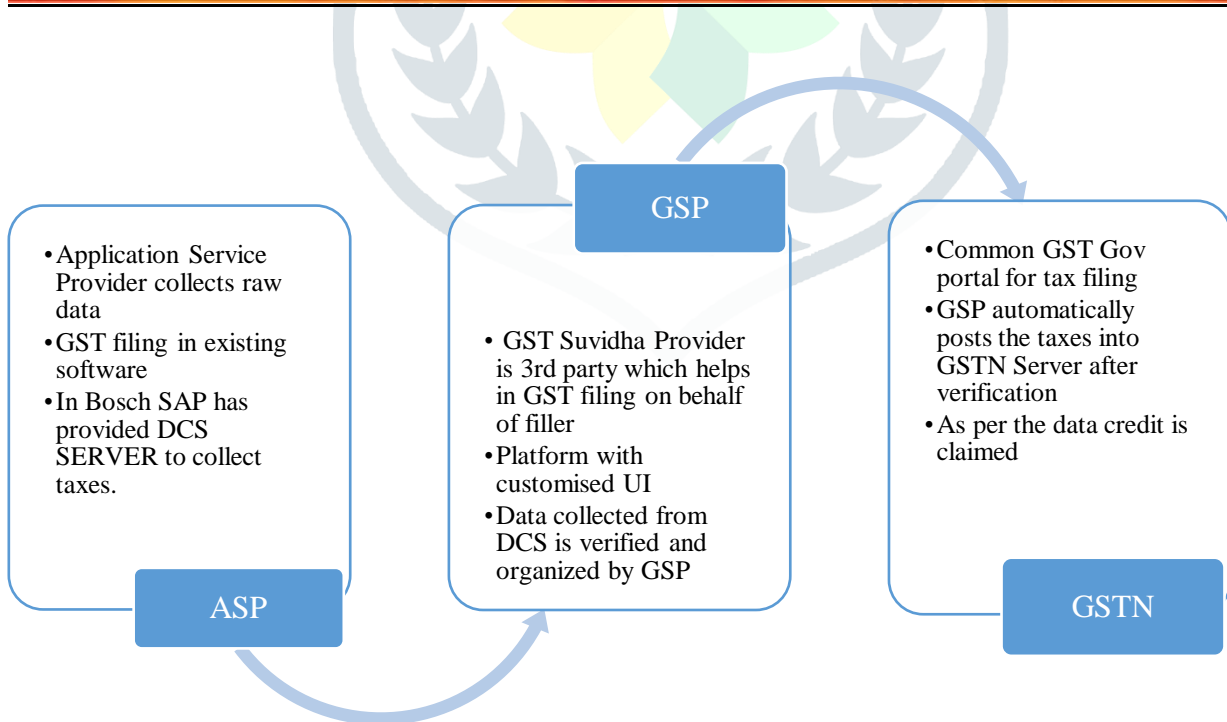 •Application Service
Provider collects raw
data
•GST filing in existing
software
•In Bosch SAP has
provided DCS
SERVER to collect
taxes.
ASP
GSP
• GST Suvidha Provider
is 3rd party which helps
in GST filing on behalf
of filler
•Platform with
customised UI
•Data collected from
DCS is verified and
organized by GSP
•Common GST Gov
portal for tax filing
•GSP automatically
posts the taxes into
GSTN Server after
verification
•As per the data credit is
claimed
GSTN